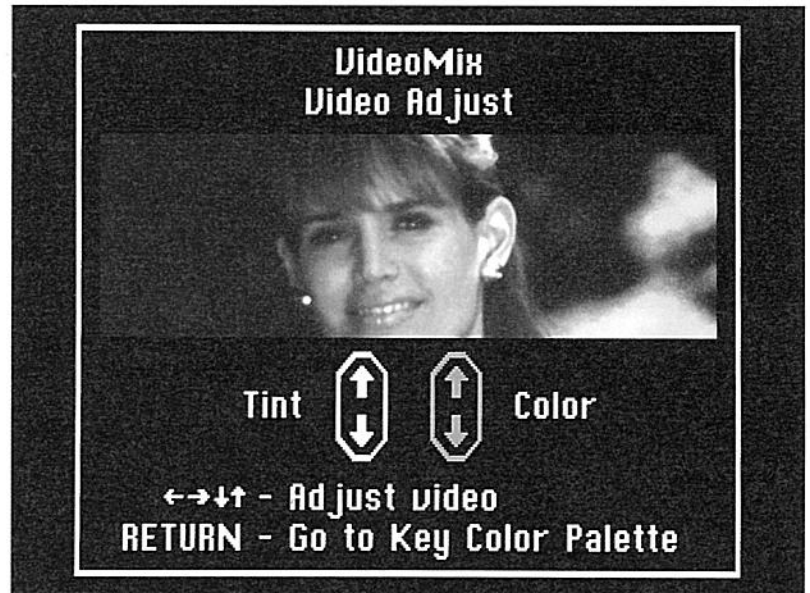 VideoMix
Video Adjust
Tint Color
←→↓↑ - Adjust video
RETURN - Go to Key Color Palette